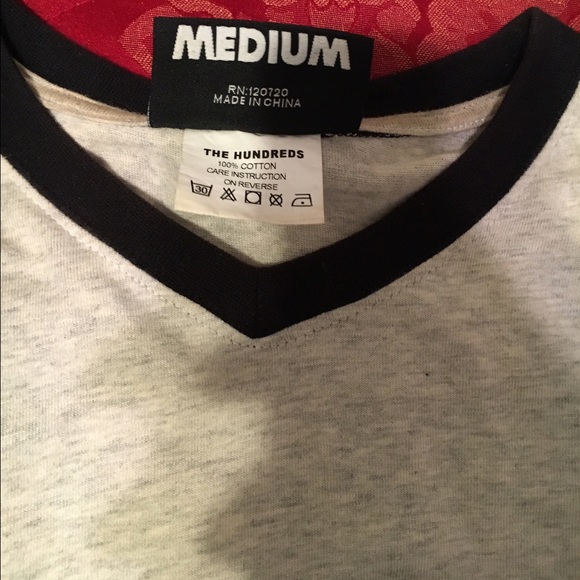 MEDIUM
RN:120720
MADE IN CHINA
THE HUNDREDS
100% COTTON
CARE INSTRUCTION
ON REVERSE
30